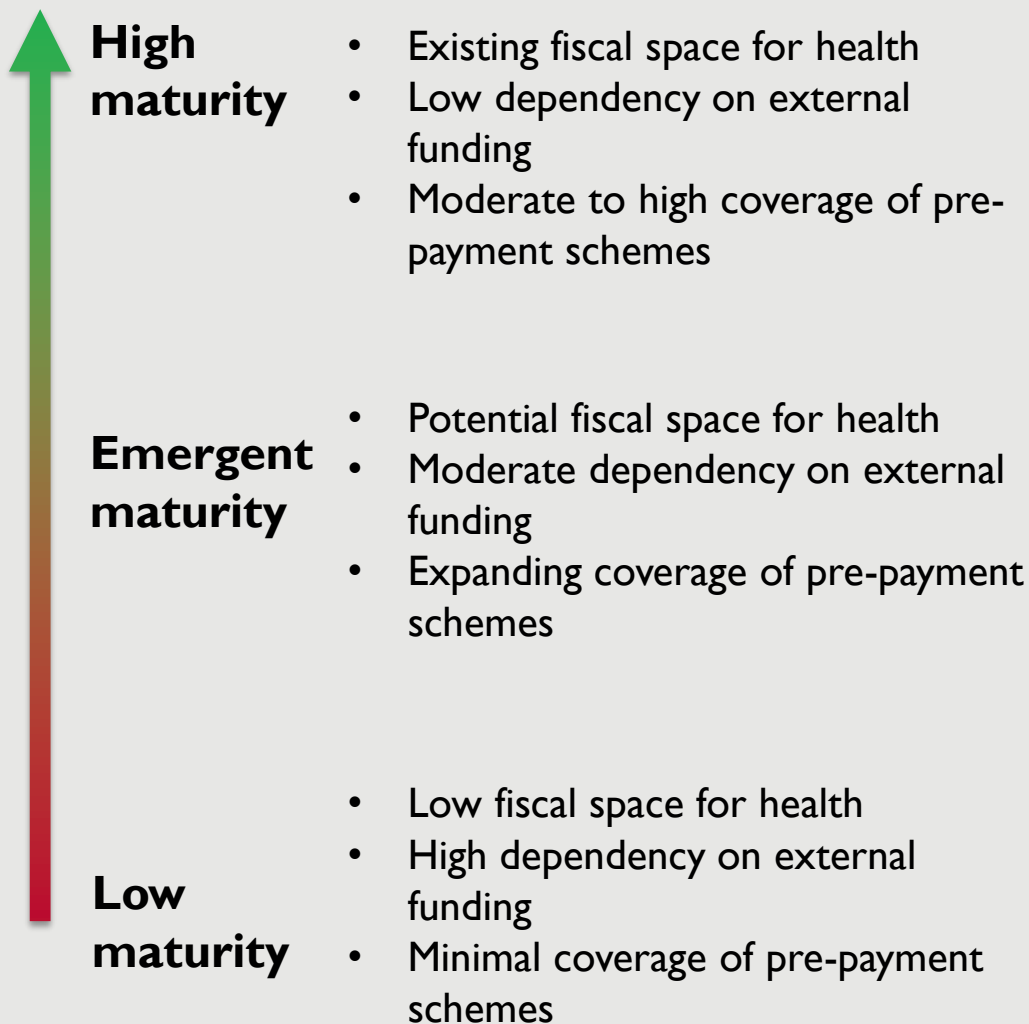 High
maturity
• Existing fiscal space for health
• Low dependency on external
funding
• Moderate to high coverage of pre-
payment schemes
Emergent
maturity
• Potential fiscal space for health
• Moderate dependency on external
funding
• Expanding coverage of pre-payment
schemes
Low
maturity
• Low fiscal space for health
• High dependency on external
funding
• Minimal coverage of pre-payment
schemes